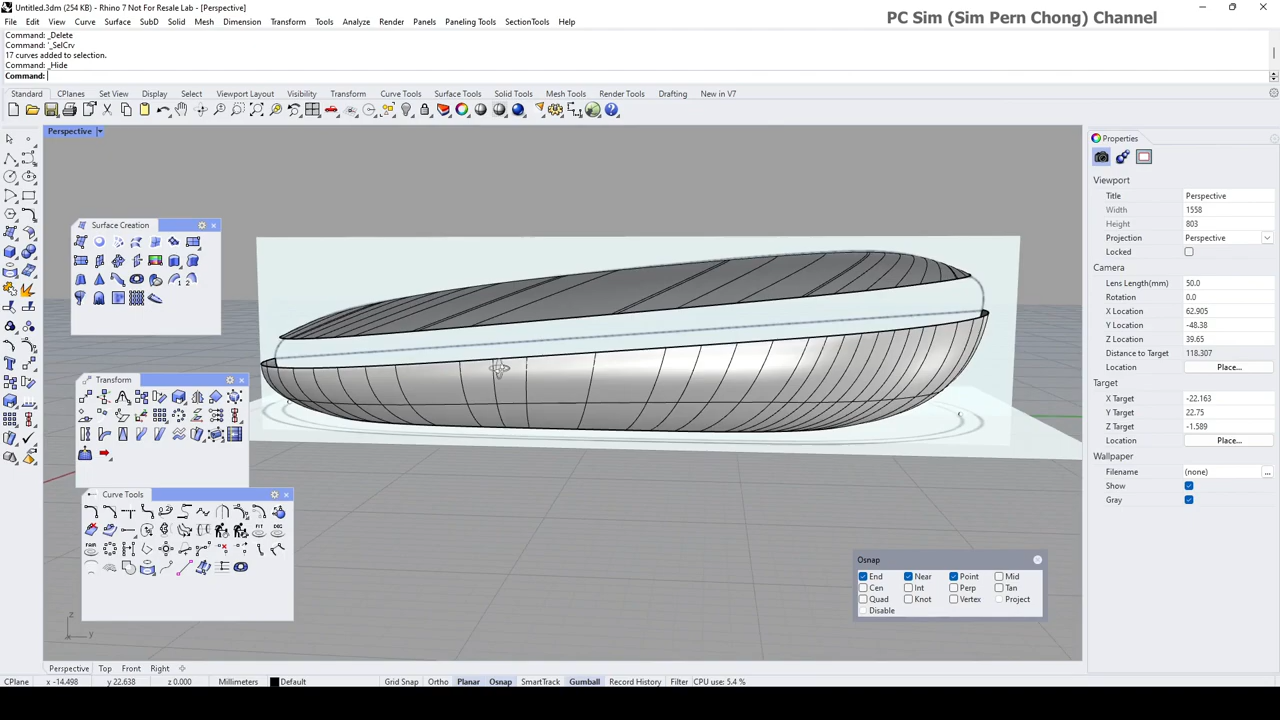 Untitled.3dm (254 KB) - Rhino 7 Not For Resale Lab - [Perspective]
PC Sim (Sim Pern Chong) Channel
File Edit View Curve Surface SubD Solid Mesh Dimension Transform Tools Analyze Render Panels Paneling Tools SectionTools Help
Command: _Delete
Command: '_SelCrv
17 curves added to selection.
Command: _Hide
Command:
Standard CPlanes Set View Display Select Viewport Layout Visibility Transform Curve Tools Surface Tools Solid Tools Mesh Tools Render Tools Drafting New in V7
Perspective
Properties
Viewport
Title Perspective
Width 1558
Height 803
Projection Perspective
Locked
Camera
Lens Length(mm) 50.0
Rotation 0.0
X Location 62.905
Y Location -48.38
Z Location 39.65
Distance to Target 118.307
Location Place...
Target
X Target -22.163
Y Target 22.75
Z Target -1.589
Location Place...
Wallpaper
Filename (none) ...
Show
Gray
Surface Creation
Transform
Curve Tools
Osnap
End Near Point Mid
Cen Int Perp Tan
Quad Knot Vertex Project
Disable
z
x y
Perspective Top Front Right
CPlane x -14.498 y 22.638 z 0.000 Millimeters Default Grid Snap Ortho Planar Osnap SmartTrack Gumball Record History Filter CPU use: 5.4 %